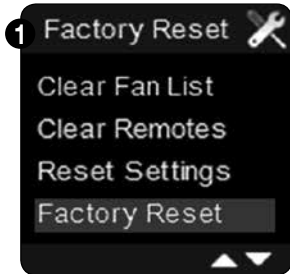 1 Factory Reset
Clear Fan List
Clear Remotes
Reset Settings
Factory Reset